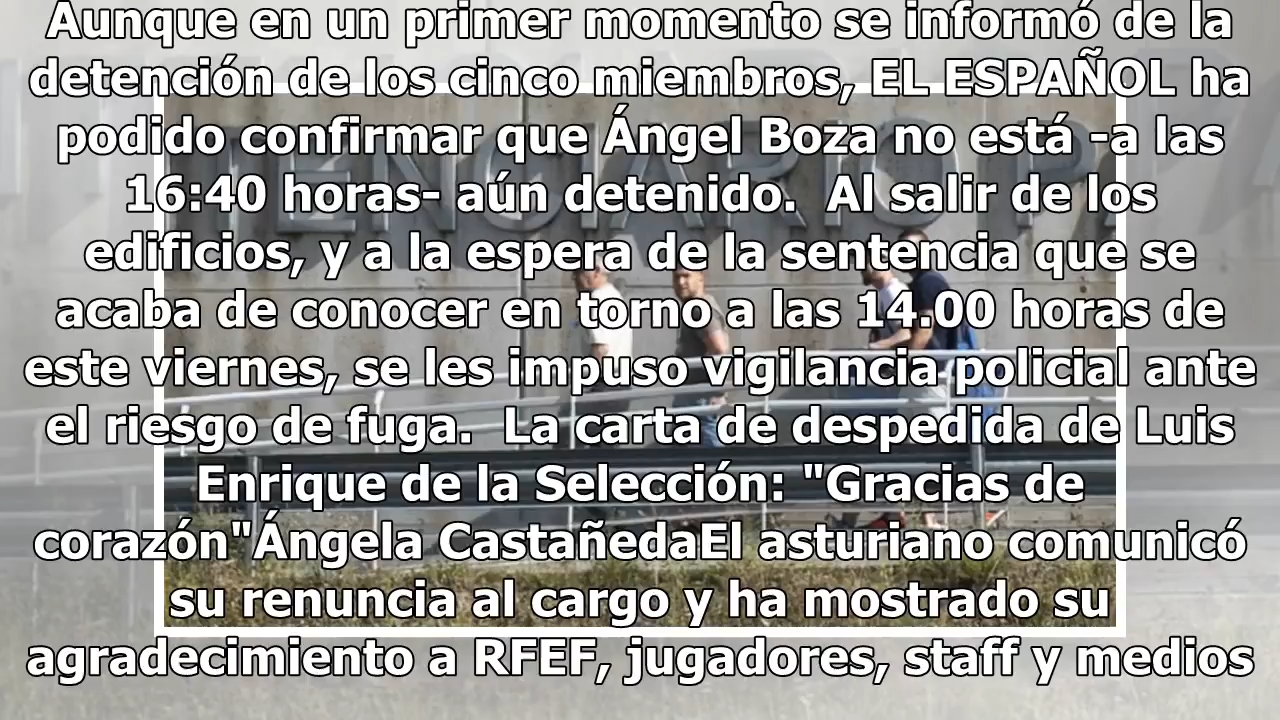 Aunque en un primer momento se informó de la
detención de los cinco miembros, EL ESPAÑOL ha
podido confirmar que Ángel Boza no está -a las
16:40 horas- aún detenido.  Al salir de los
edificios, y a la espera de la sentencia que se
acaba de conocer en torno a las 14.00 horas de
este viernes, se les impuso vigilancia policial ante
el riesgo de fuga.  La carta de despedida de Luis
Enrique de la Selección: "Gracias de
corazón"Ángela CastañedaEl asturiano comunicó
su renuncia al cargo y ha mostrado su
agradecimiento a RFEF, jugadores, staff y medios